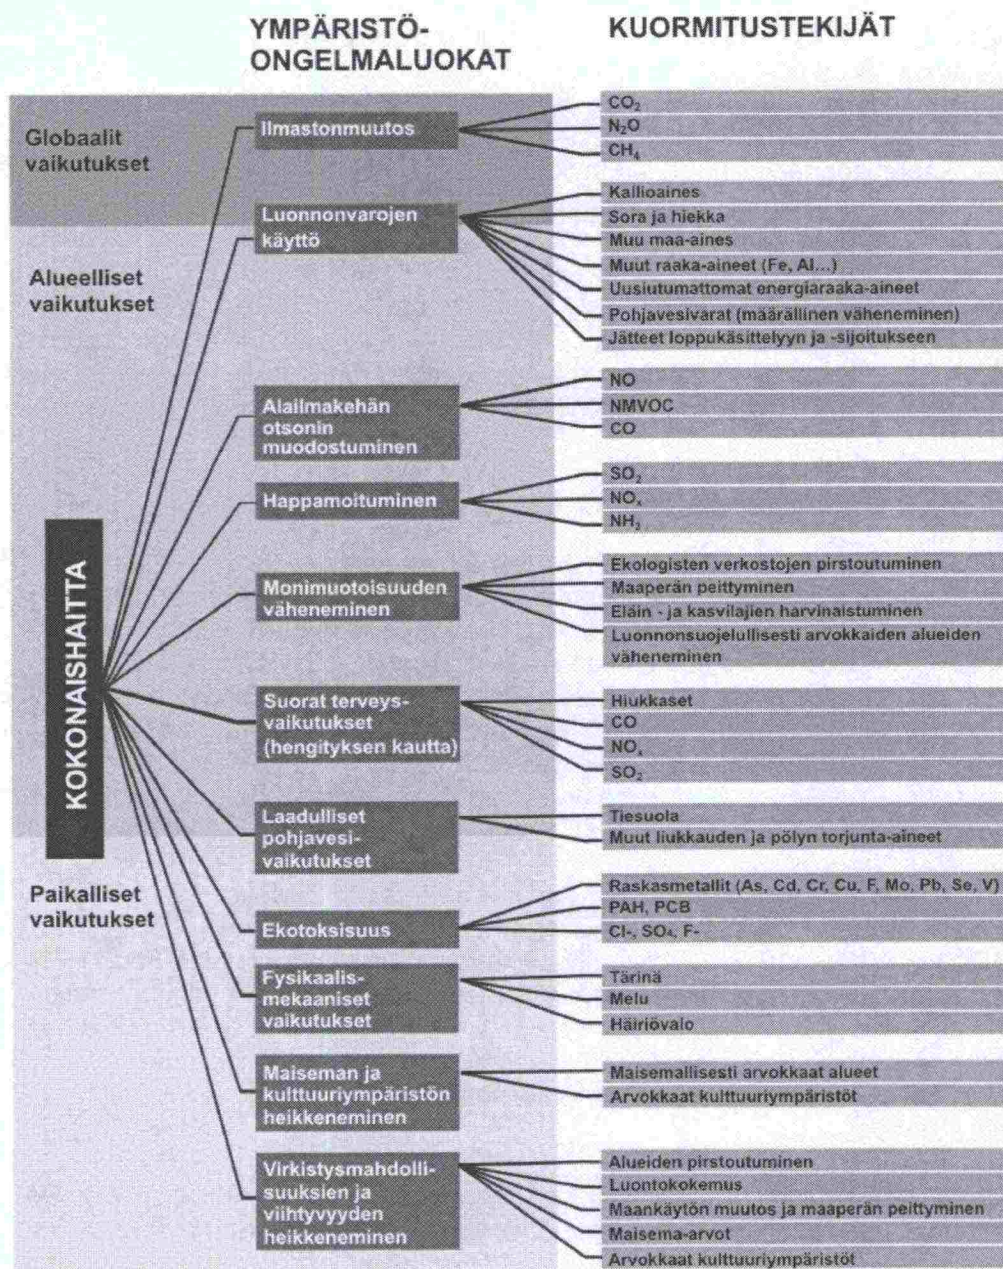 YMPÄRISTÖ-
ONGELMALUOKAT
KUORMITUSTEKIJÄT
KOKONAISHAITTA
Globaalit
vaikutukset
Alueelliset
vaikutukset
Paikalliset
vaikutukset
Ilmastonmuutos
CO₂
N₂O
CH₄
Luonnonvarojen
käyttö
Kallioaines
Sora ja hiekka
Muu maa-aines
Muut raaka-aineet (Fe, Al...)
Uusiutumattomat energiaraaka-aineet
Pohjavesivarat (määrällinen väheneminen)
Jätteet loppukäsittelyyn ja -sijoitukseen
Alailmakehän
otsonin
muodostuminen
NO
NMVOC
CO
Happamoituminen
SO₂
NOₓ
NH₃
Monimuotoisuuden
väheneminen
Ekologisten verkostojen pirstoutuminen
Maaperän peittyminen
Eläin - ja kasvilajien harvinaistuminen
Luonnonsuojelullisesti arvokkaiden alueiden
väheneminen
Suorat terveys-
vaikutukset
(hengityksen kautta)
Hiukkaset
CO
NOₓ
SO₂
Laadulliset
pohjavesi-
vaikutukset
Tiesuola
Muut liukkauden ja pölyn torjunta-aineet
Ekotoksisuus
Raskasmetallit (As, Cd, Cr, Cu, F, Mo, Pb, Se, V)
PAH, PCB
Cl-, SO₄, F-
Fysikaalis-
mekaaniset
vaikutukset
Tärinä
Melu
Häiriövalo
Maiseman ja
kulttuuriympäristön
heikkeneminen
Maisemallisesti arvokkaat alueet
Arvokkaat kulttuuriympäristöt
Virkistysmahdolli-
suuksien ja
viihtyvyyden
heikkeneminen
Alueiden pirstoutuminen
Luontokokemus
Maankäytön muutos ja maaperän peittyminen
Maisema-arvot
Arvokkaat kulttuuriympäristöt